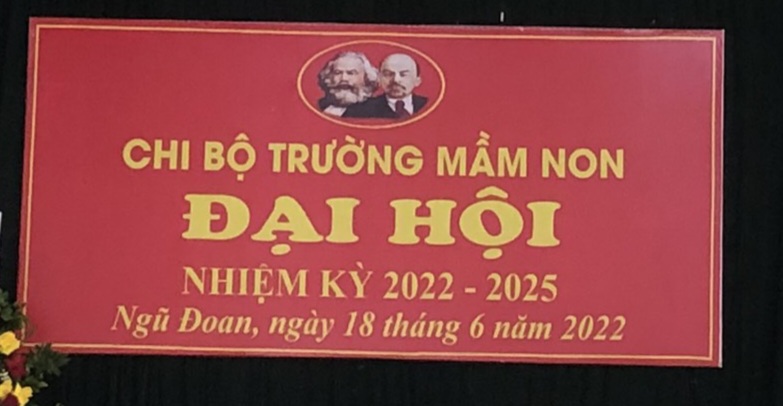 CHI BỘ TRƯỜNG MẦM NON
ĐẠI HỘI
NHIỆM KỲ 2022 - 2025
Ngũ Đoan, ngày 18 tháng 6 năm 2022